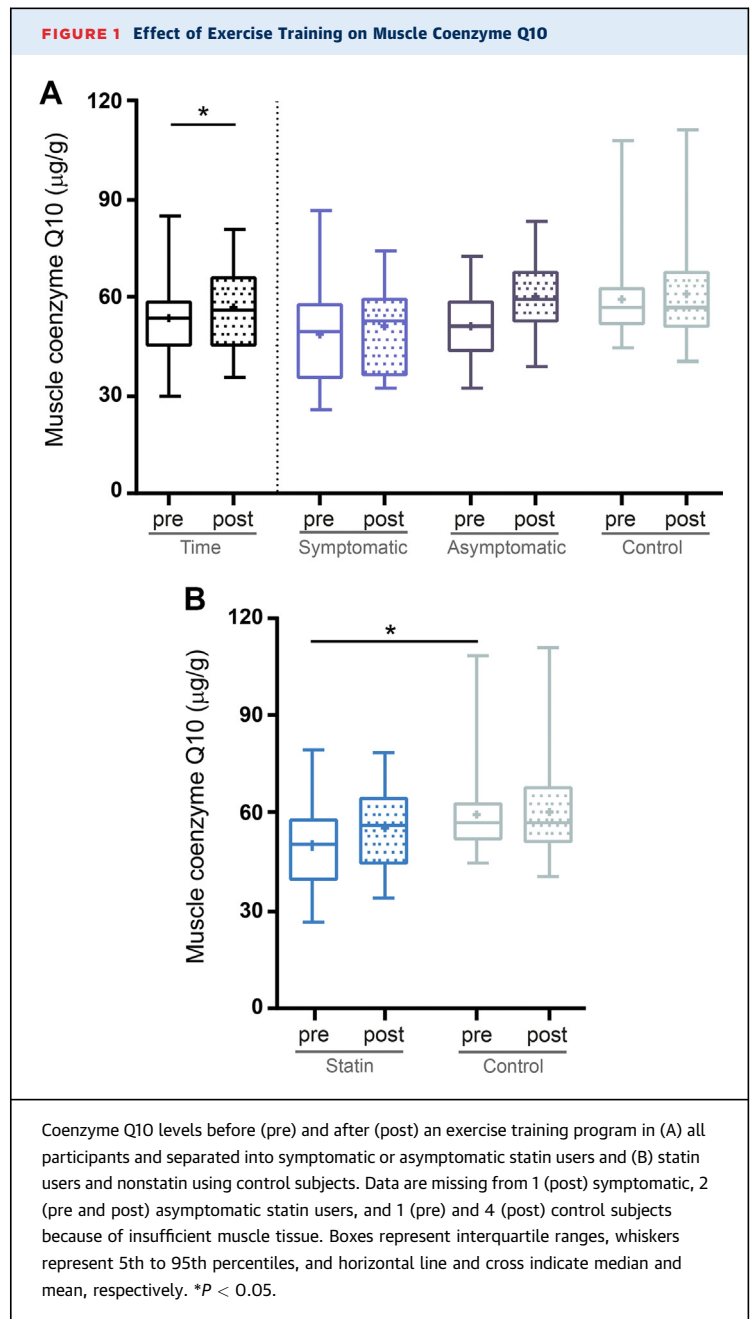 FIGURE 1 Effect of Exercise Training on Muscle Coenzyme Q10
A
Muscle coenzyme Q10 (µg/g)
120
90
60
30
0
*
pre post pre post pre post pre post
Time Symptomatic Asymptomatic Control
B
Muscle coenzyme Q10 (µg/g)
120
90
60
30
0
*
pre post pre post
Statin Control
Coenzyme Q10 levels before (pre) and after (post) an exercise training program in (A) all
participants and separated into symptomatic or asymptomatic statin users and (B) statin
users and nonstatin using control subjects. Data are missing from 1 (post) symptomatic, 2
(pre and post) asymptomatic statin users, and 1 (pre) and 4 (post) control subjects
because of insufficient muscle tissue. Boxes represent interquartile ranges, whiskers
represent 5th to 95th percentiles, and horizontal line and cross indicate median and
mean, respectively. *P < 0.05.